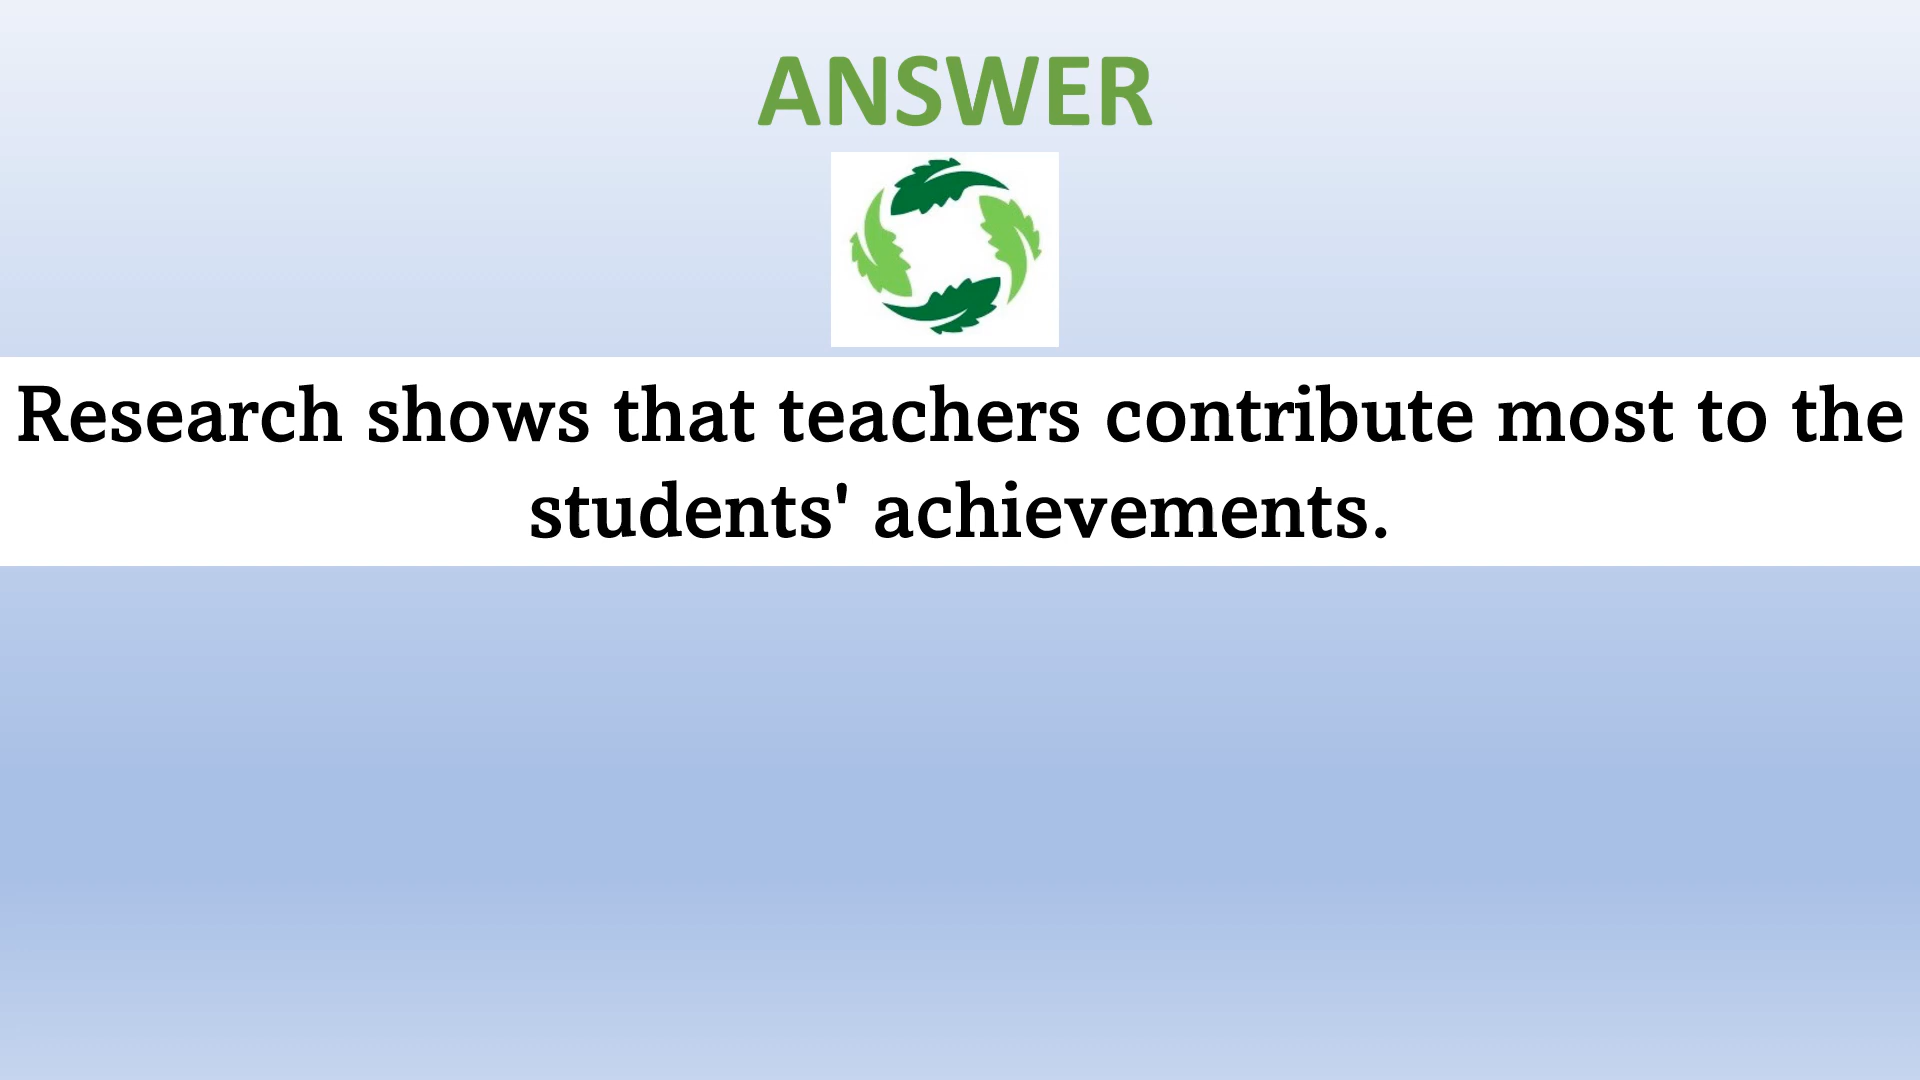 ANSWER
Research shows that teachers contribute most to the
students' achievements.